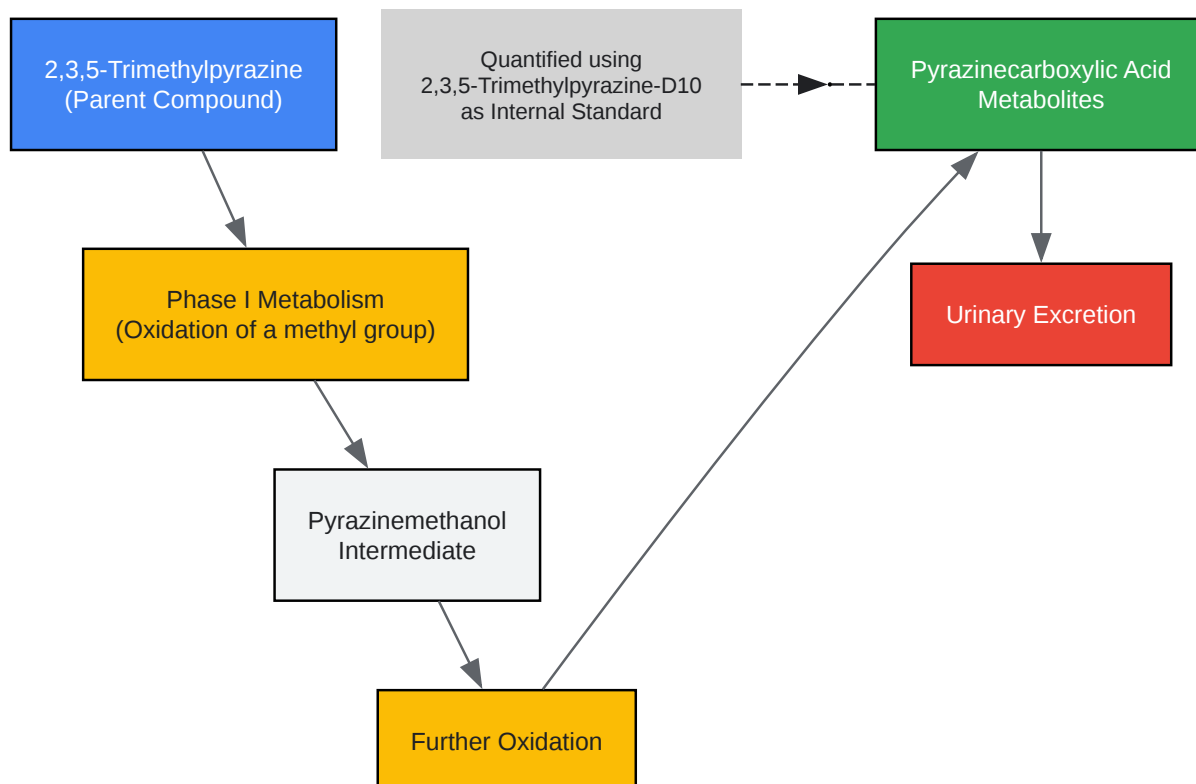 2,3,5-Trimethylpyrazine
(Parent Compound)
Quantified using
2,3,5-Trimethylpyrazine-D10
as Internal Standard
Pyrazinecarboxylic Acid
Metabolites
Phase I Metabolism
(Oxidation of a methyl group)
Urinary Excretion
Pyrazinemethanol
Intermediate
Further Oxidation